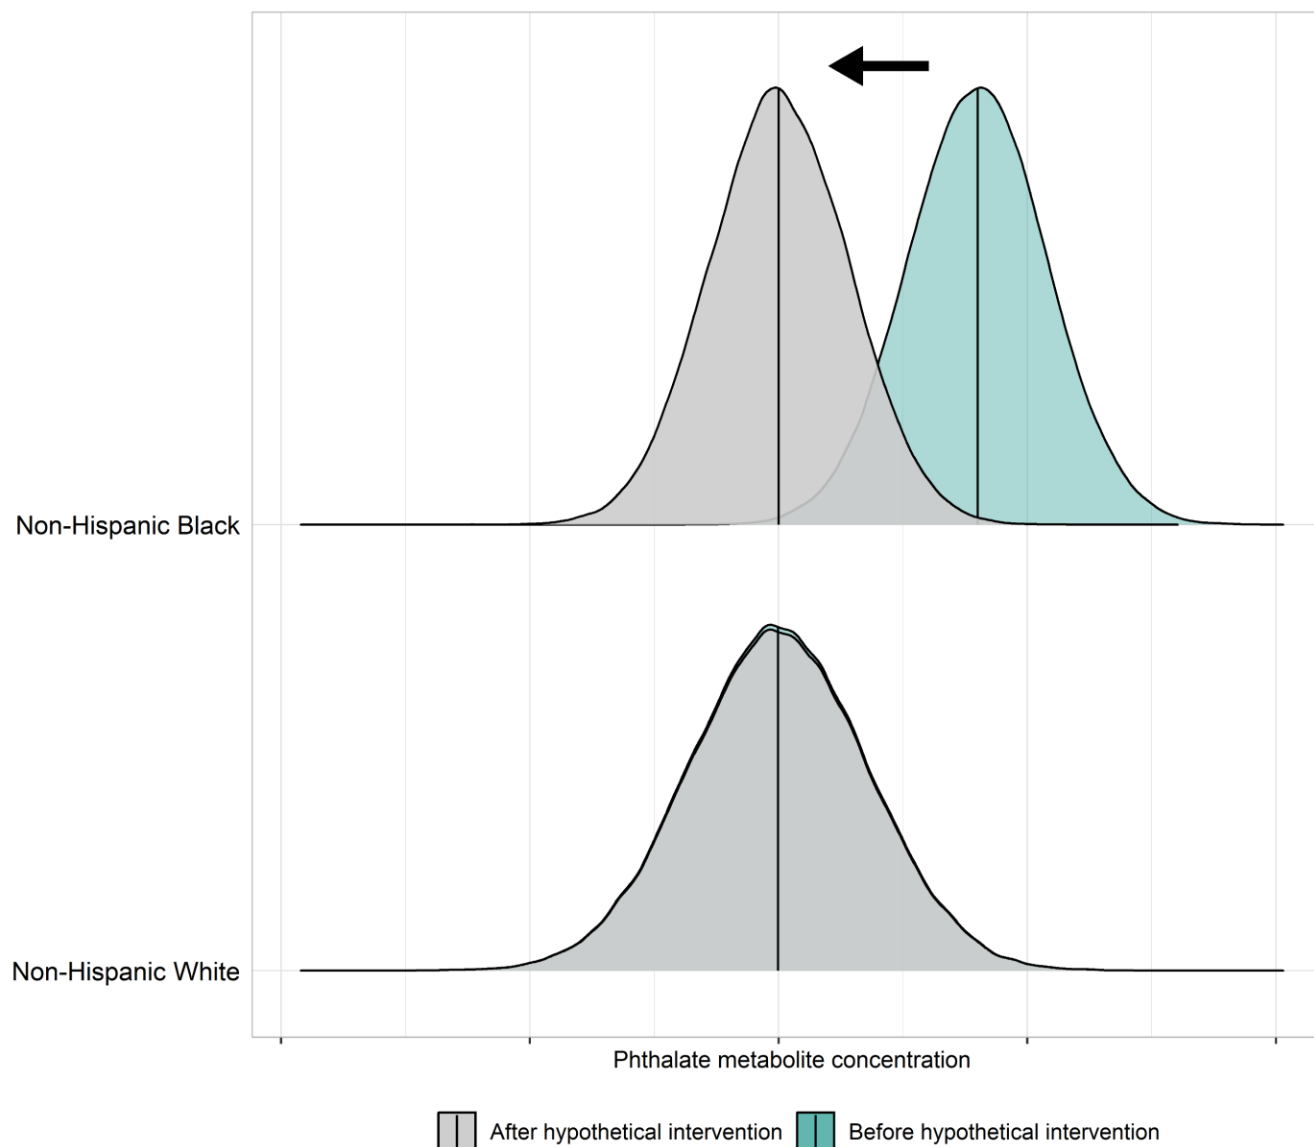 Non-Hispanic Black
Non-Hispanic White
Phthalate metabolite concentration
After hypothetical intervention Before hypothetical intervention